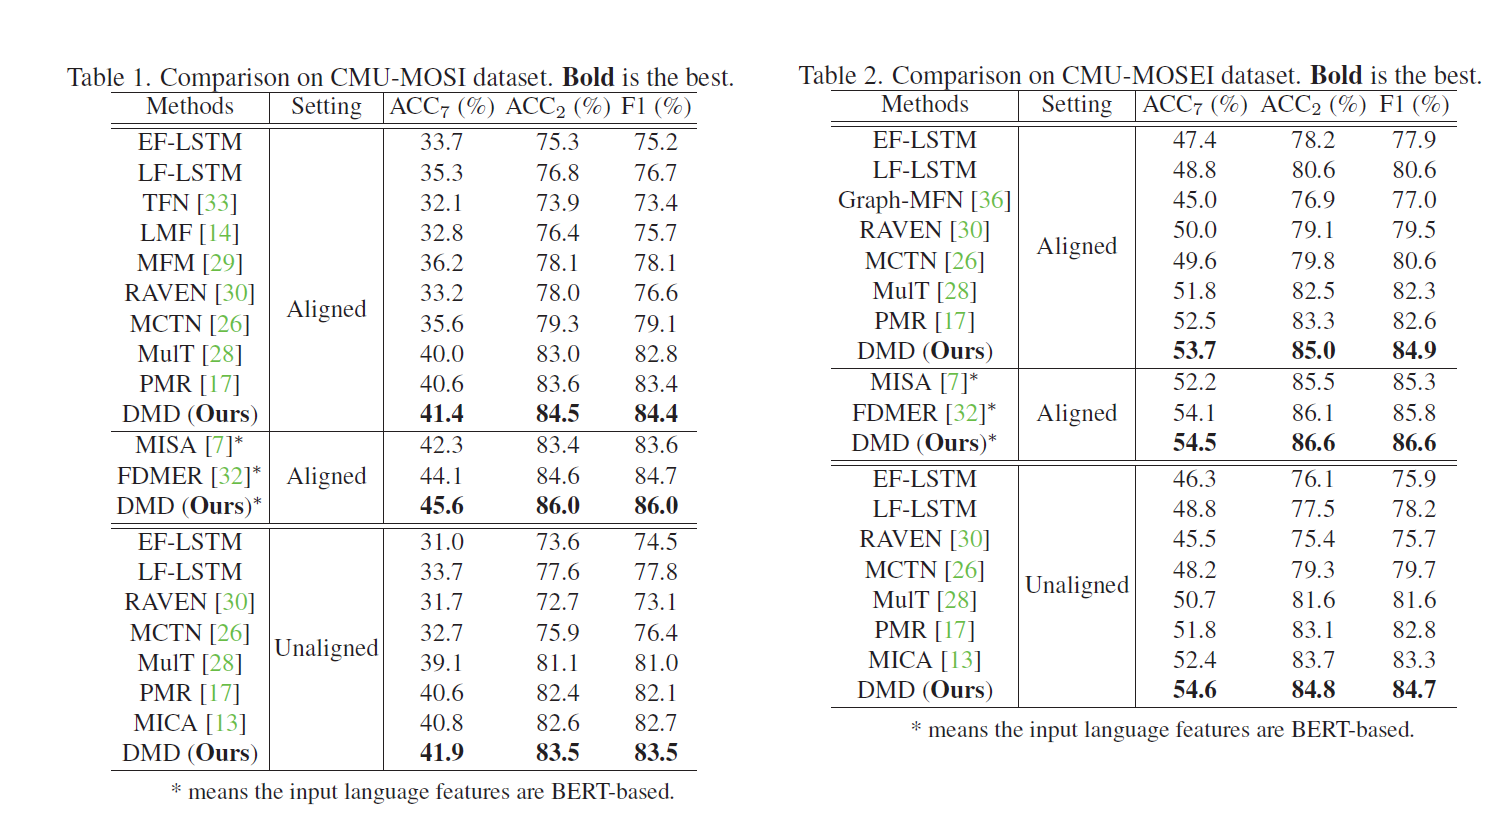 Table 1. Comparison on CMU-MOSI dataset. Bold is the best.
Methods Setting ACC7 (%) ACC2 (%) F1 (%)
EF-LSTM 33.7 75.3 75.2
LF-LSTM 35.3 76.8 76.7
TFN [33] 32.1 73.9 73.4
LMF [14] 32.8 76.4 75.7
MFM [29] 36.2 78.1 78.1
RAVEN [30] 33.2 78.0 76.6
Aligned
MCTN [26] 35.6 79.3 79.1
MulT [28] 40.0 83.0 82.8
PMR [17] 40.6 83.6 83.4
DMD (Ours) 41.4 84.5 84.4
MISA [7]* 42.3 83.4 83.6
FDMER [32]* Aligned 44.1 84.6 84.7
DMD (Ours)* 45.6 86.0 86.0
EF-LSTM 31.0 73.6 74.5
LF-LSTM 33.7 77.6 77.8
RAVEN [30] 31.7 72.7 73.1
MCTN [26] 32.7 75.9 76.4
Unaligned
MulT [28] 39.1 81.1 81.0
PMR [17] 40.6 82.4 82.1
MICA [13] 40.8 82.6 82.7
DMD (Ours) 41.9 83.5 83.5
* means the input language features are BERT-based.
Table 2. Comparison on CMU-MOSEI dataset. Bold is the best.
Methods Setting ACC7 (%) ACC2 (%) F1 (%)
EF-LSTM 47.4 78.2 77.9
LF-LSTM 48.8 80.6 80.6
Graph-MFN [36] 45.0 76.9 77.0
RAVEN [30] 50.0 79.1 79.5
Aligned
MCTN [26] 49.6 79.8 80.6
MulT [28] 51.8 82.5 82.3
PMR [17] 52.5 83.3 82.6
DMD (Ours) 53.7 85.0 84.9
MISA [7]* 52.2 85.5 85.3
FDMER [32]* Aligned 54.1 86.1 85.8
DMD (Ours)* 54.5 86.6 86.6
EF-LSTM 46.3 76.1 75.9
LF-LSTM 48.8 77.5 78.2
RAVEN [30] 45.5 75.4 75.7
MCTN [26] 48.2 79.3 79.7
Unaligned
MulT [28] 50.7 81.6 81.6
PMR [17] 51.8 83.1 82.8
MICA [13] 52.4 83.7 83.3
DMD (Ours) 54.6 84.8 84.7
* means the input language features are BERT-based.